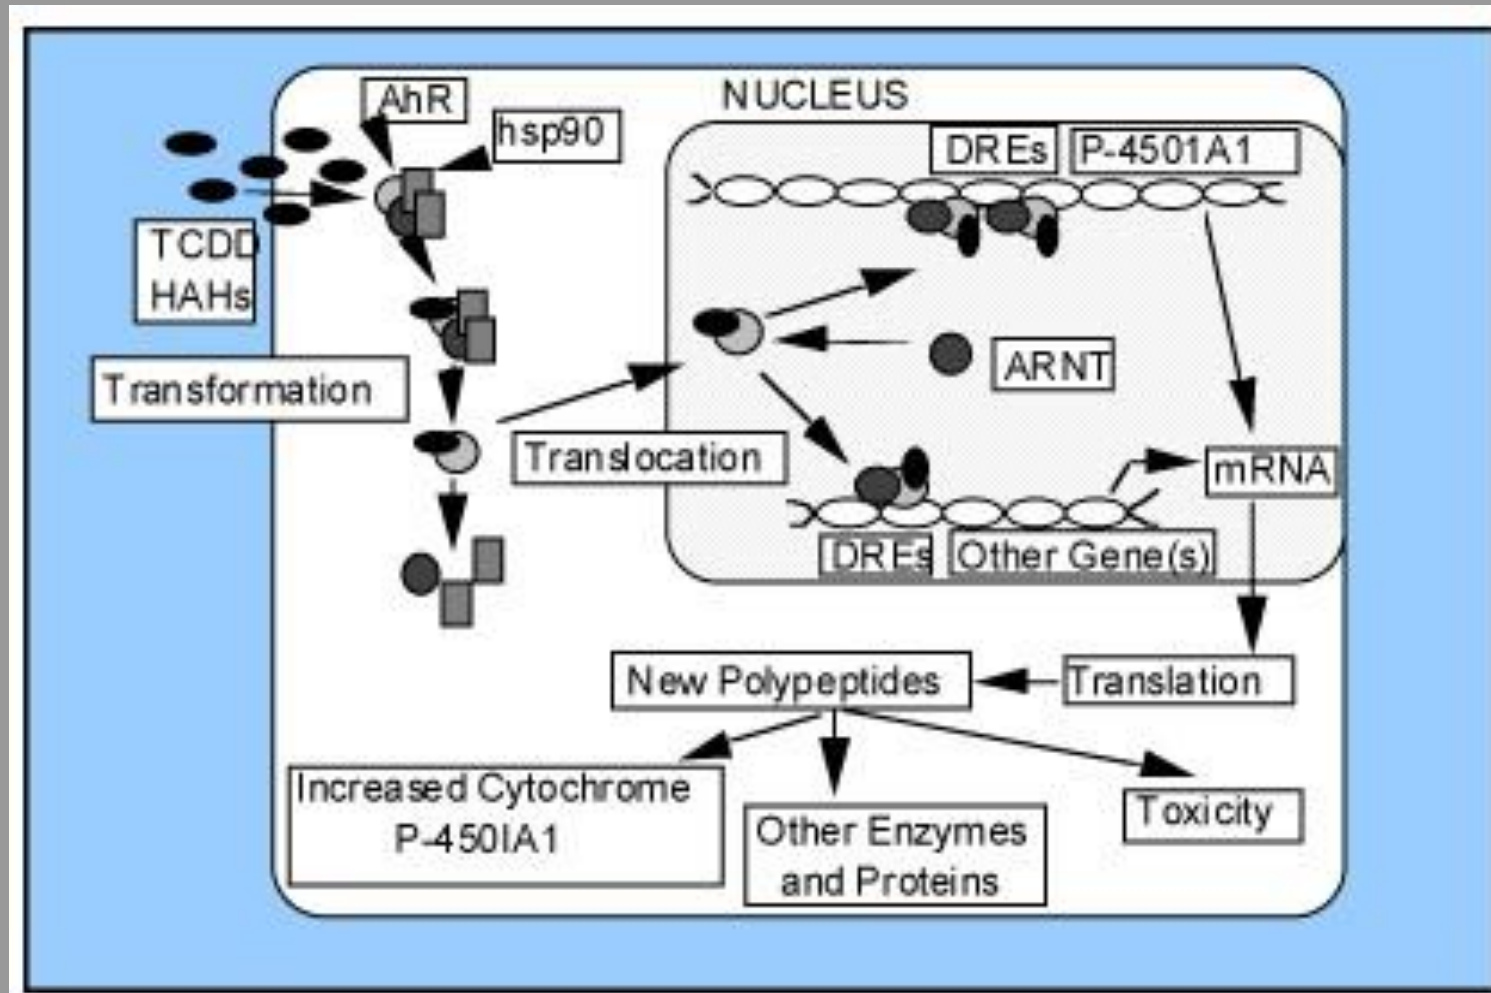 AhR
NUCLEUS
hsp90
DREs
P-4501A1
TCDD
HAHs
Transformation
ARNT
Translocation
mRNA
DREs
Other Gene(s)
New Polypeptides
Translation
Increased Cytochrome
P-450IA1
Other Enzymes
and Proteins
Toxicity